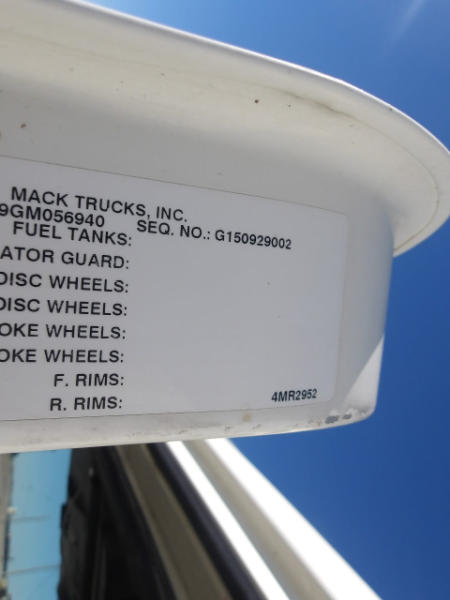 MACK TRUCKS, INC.
9GM056940 SEQ. NO.: G150929002
FUEL TANKS:
ATOR GUARD:
DISC WHEELS:
DISC WHEELS:
OKE WHEELS:
OKE WHEELS:
F. RIMS:
R. RIMS:
4MR2952